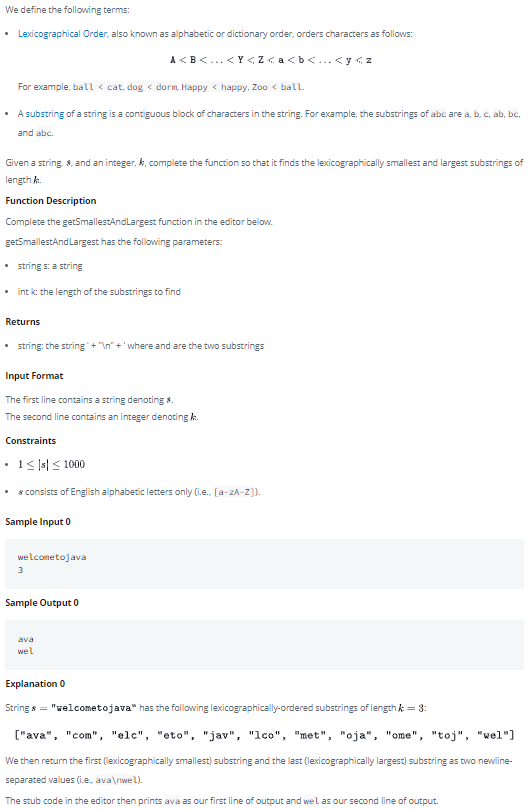 We define the following terms:
• Lexicographical Order, also known as alphabetic or dictionary order, orders characters as follows:
A < B < ... < Y < Z < a < b < ... < y < z
For example, ball < cat, dog < dorm, Happy < happy, Zoo < ball.
• A substring of a string is a contiguous block of characters in the string. For example, the substrings of abc are a, b, c, ab, bc,
and abc.
Given a string, s, and an integer, k, complete the function so that it finds the lexicographically smallest and largest substrings of
length k.
Function Description
Complete the getSmallestAndLargest function in the editor below.
getSmallestAndLargest has the following parameters:
• string s: a string
• int k: the length of the substrings to find
Returns
• string: the string ' + "\n" + ' where and are the two substrings
Input Format
The first line contains a string denoting s.
The second line contains an integer denoting k.
Constraints
• 1 ≤ |s| ≤ 1000
• s consists of English alphabetic letters only (i.e., [a-zA-Z]).
Sample Input 0
welcometojava
3
Sample Output 0
ava
wel
Explanation 0
String s = "welcometojava" has the following lexicographically-ordered substrings of length k = 3:
["ava", "com", "elc", "eto", "jav", "lco", "met", "oja", "ome", "toj", "wel"]
We then return the first (lexicographically smallest) substring and the last (lexicographically largest) substring as two newline-
separated values (i.e., ava\nwel).
The stub code in the editor then prints ava as our first line of output and wel as our second line of output.